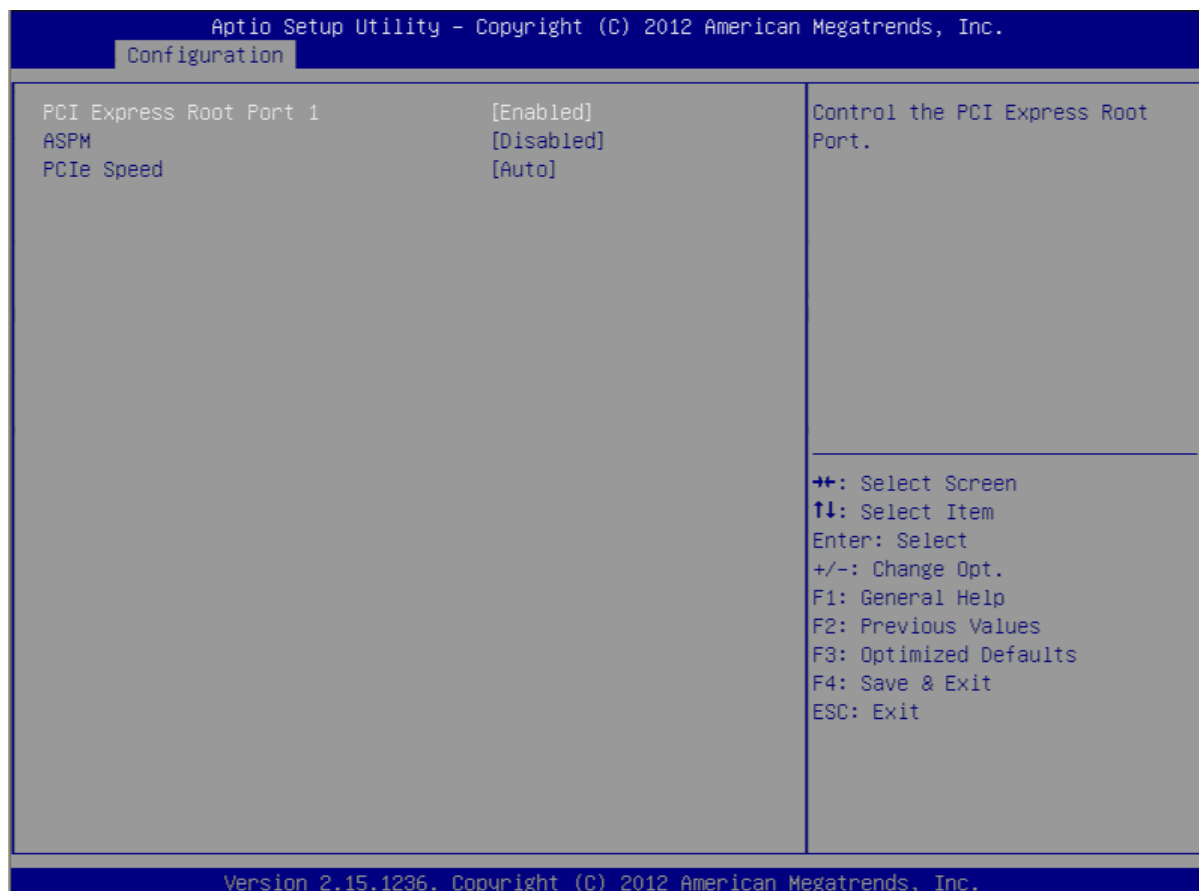 Aptio Setup Utility – Copyright (C) 2012 American Megatrends, Inc.
Configuration
PCI Express Root Port 1 [Enabled]
ASPM [Disabled]
PCIe Speed [Auto]
Control the PCI Express Root
Port.
→←: Select Screen
↑↓: Select Item
Enter: Select
+/-: Change Opt.
F1: General Help
F2: Previous Values
F3: Optimized Defaults
F4: Save & Exit
ESC: Exit
Version 2.15.1236. Copyright (C) 2012 American Megatrends, Inc.